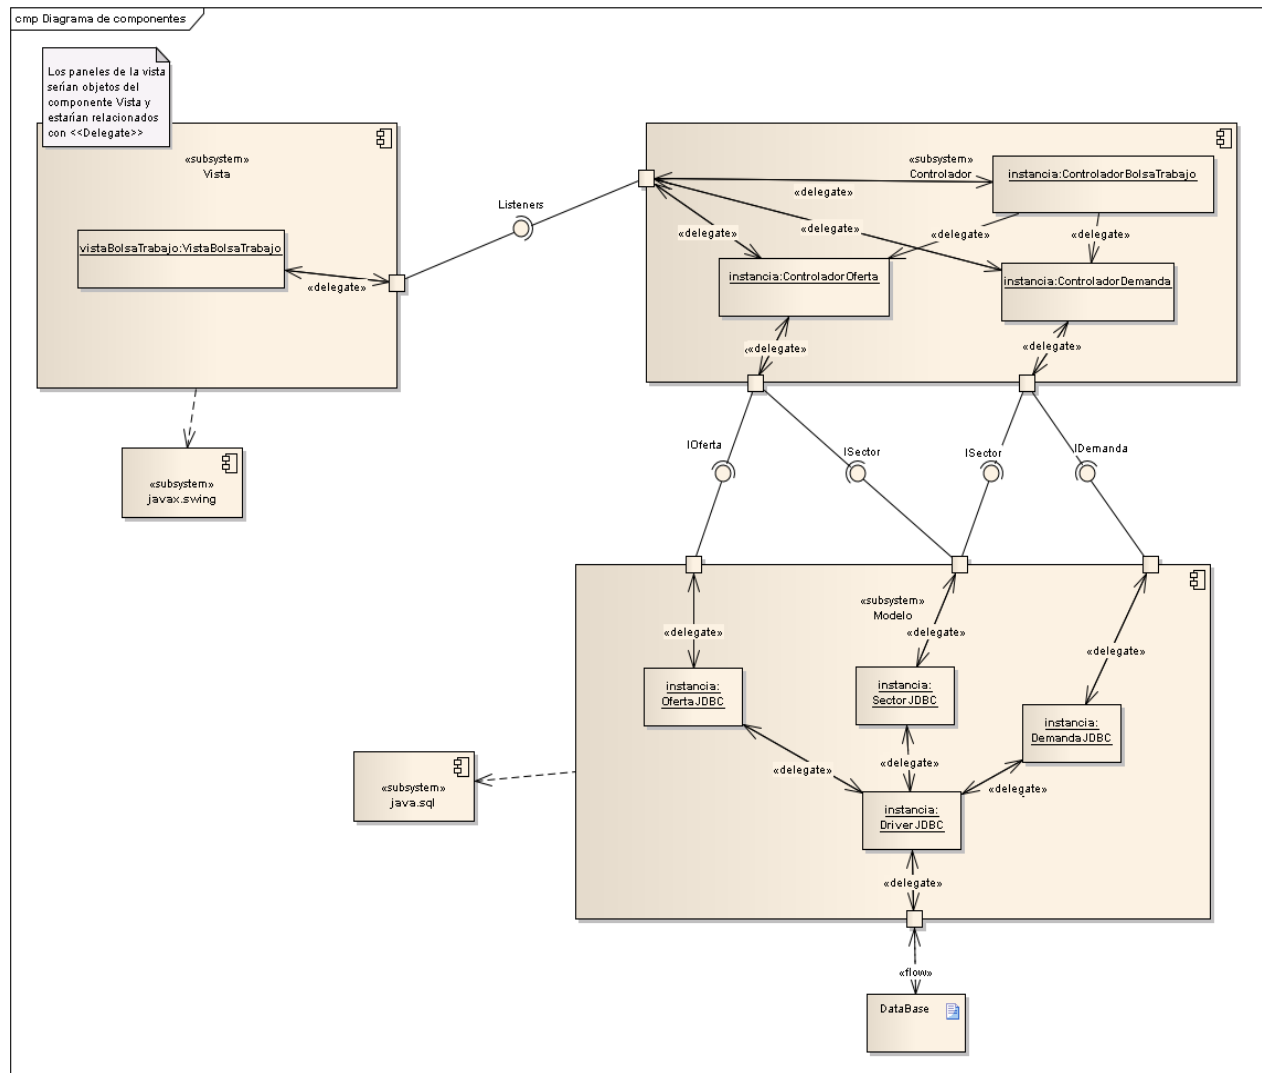 cmp Diagrama de componentes
Los paneles de la vista
serían objetos del
componente Vista y
estarían relacionados
con <<Delegate>>
«subsystem»
Vista
vistaBolsaTrabajo:VistaBolsaTrabajo
«delegate»
Listeners
«subsystem»
Controlador
instancia:ControladorBolsaTrabajo
«delegate»
«delegate»
«delegate»
«delegate»
«delegate»
instancia:ControladorOferta
instancia:ControladorDemanda
«delegate»
«delegate»
IOferta
ISector
ISector
IDemanda
«subsystem»
javax.swing
«subsystem»
Modelo
«delegate»
«delegate»
«delegate»
instancia:
OfertaJDBC
instancia:
SectorJDBC
instancia:
DemandaJDBC
«delegate»
«delegate»
«delegate»
«subsystem»
java.sql
instancia:
DriverJDBC
«delegate»
«flow»
DataBase